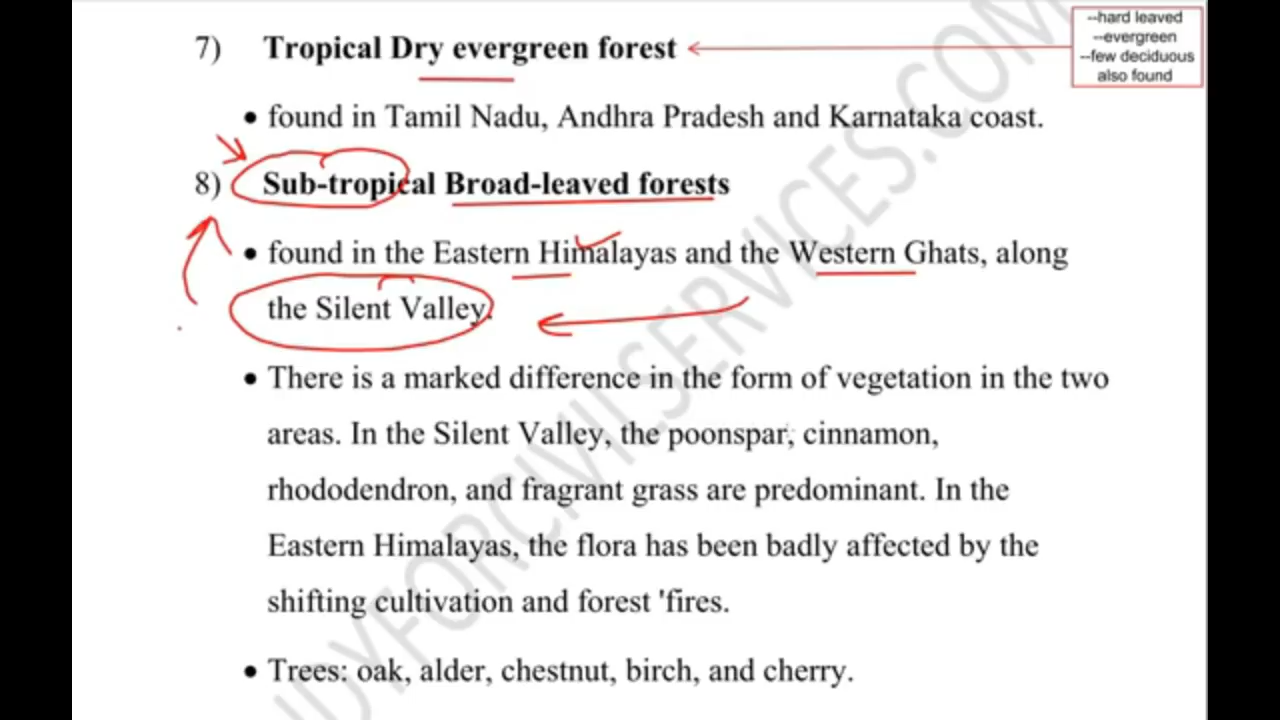 --hard leaved
--evergreen
--few deciduous
also found
7) Tropical Dry evergreen forest
• found in Tamil Nadu, Andhra Pradesh and Karnataka coast.
8) Sub-tropical Broad-leaved forests
• found in the Eastern Himalayas and the Western Ghats, along
the Silent Valley.
• There is a marked difference in the form of vegetation in the two
areas. In the Silent Valley, the poonspar, cinnamon,
rhododendron, and fragrant grass are predominant. In the
Eastern Himalayas, the flora has been badly affected by the
shifting cultivation and forest 'fires.
• Trees: oak, alder, chestnut, birch, and cherry.
UDYFORCIVILSERVICES.COM